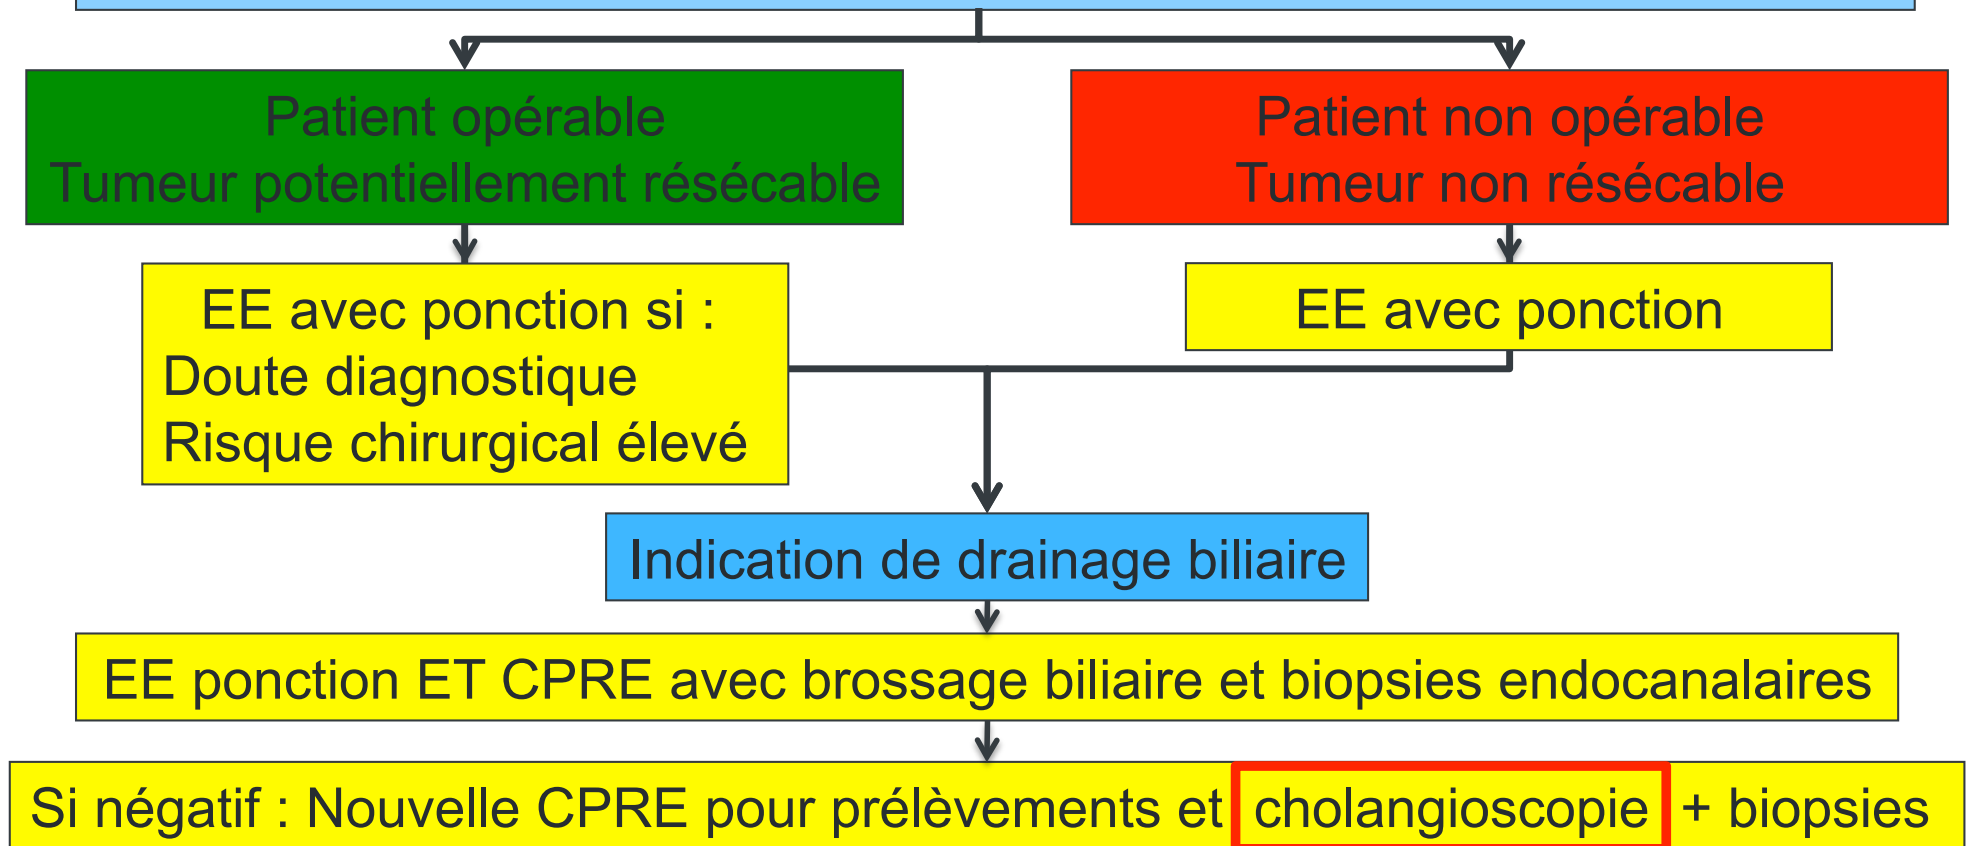 Patient opérable
Tumeur potentiellement résécable
Patient non opérable
Tumeur non résécable
EE avec ponction si :
Doute diagnostique
Risque chirurgical élevé
EE avec ponction
Indication de drainage biliaire
EE ponction ET CPRE avec brossage biliaire et biopsies endocanalaires
Si négatif : Nouvelle CPRE pour prélèvements et cholangioscopie + biopsies